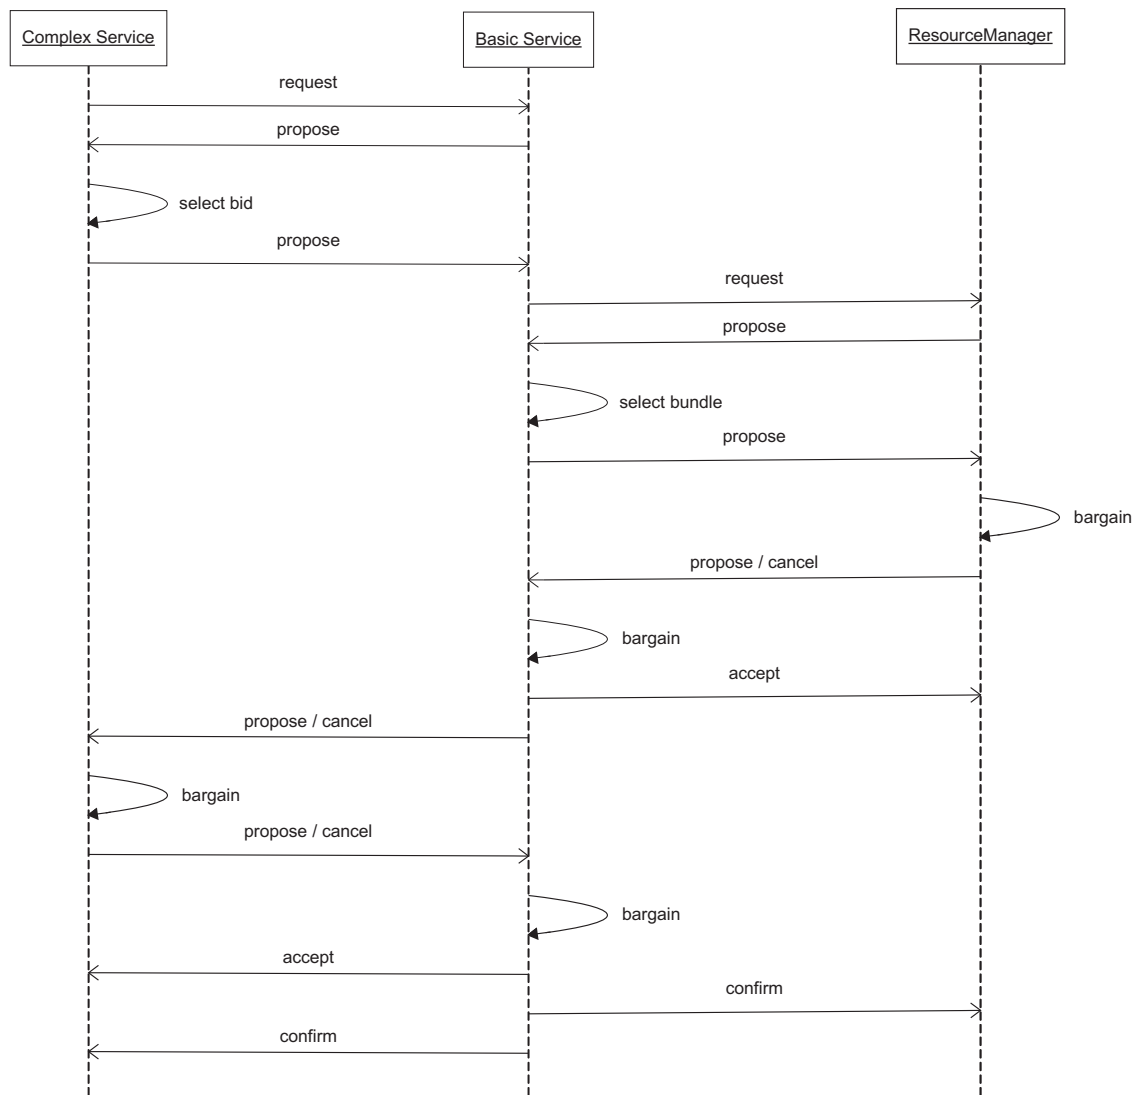 Complex Service
Basic Service
ResourceManager
request
propose
select bid
propose
request
propose
select bundle
propose
bargain
propose / cancel
bargain
accept
propose / cancel
bargain
propose / cancel
bargain
accept
confirm
confirm